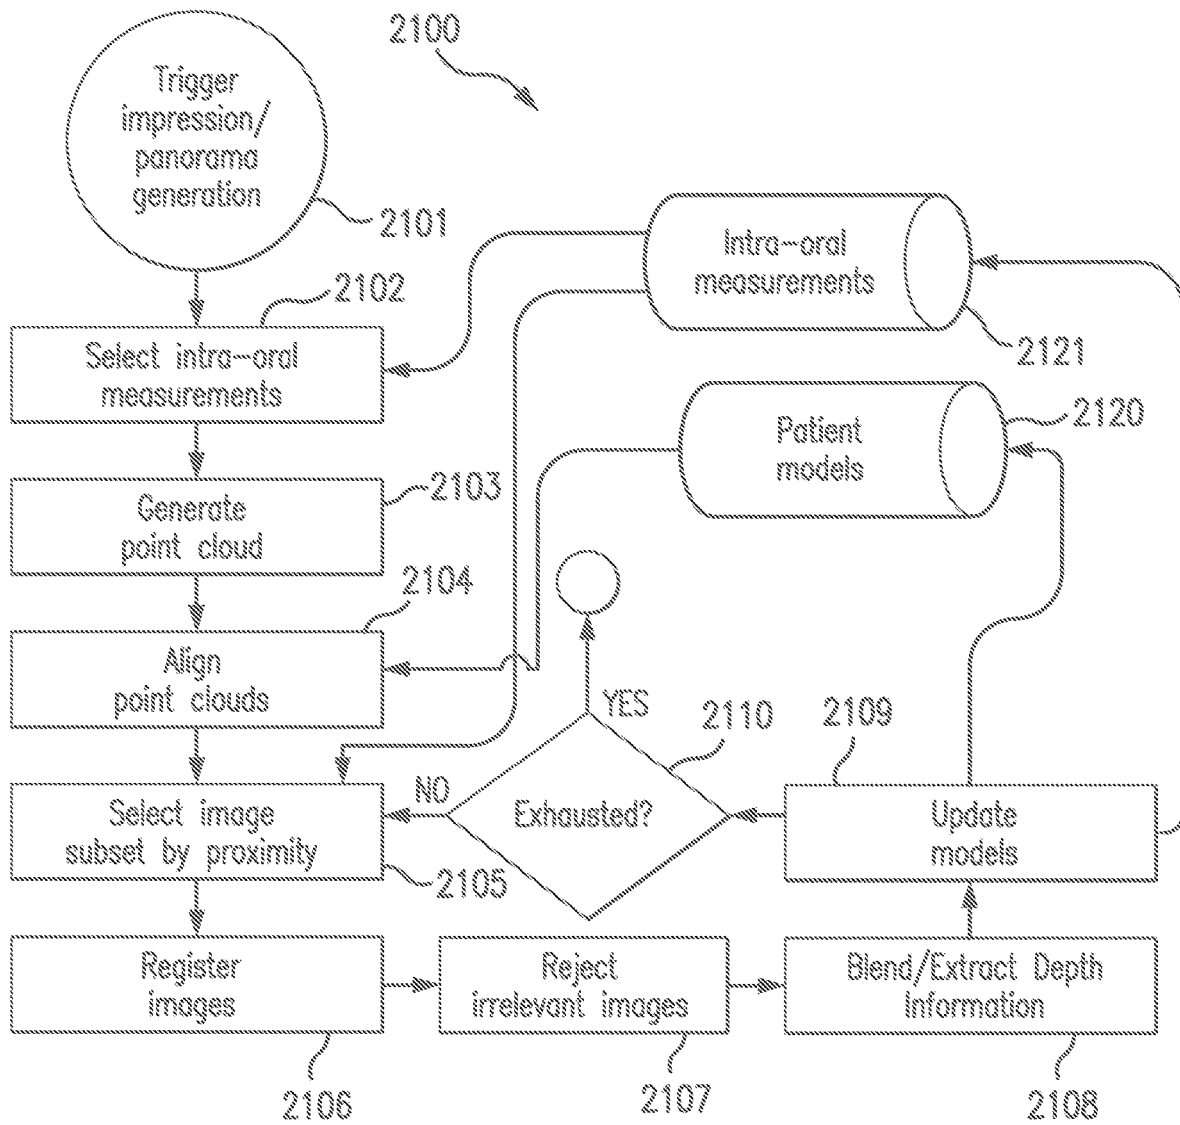 2100
Trigger
impression/
panorama
generation
2101
2102
Select intra-oral
measurements
Intra-oral
measurements
2121
2103
Generate
point cloud
2120
Patient
models
2104
Align
point clouds
YES
2110
2109
NO
Select image
subset by proximity
2105
Exhausted?
Update
models
Register
images
2106
Reject
irrelevant images
2107
Blend/Extract Depth
Information
2108